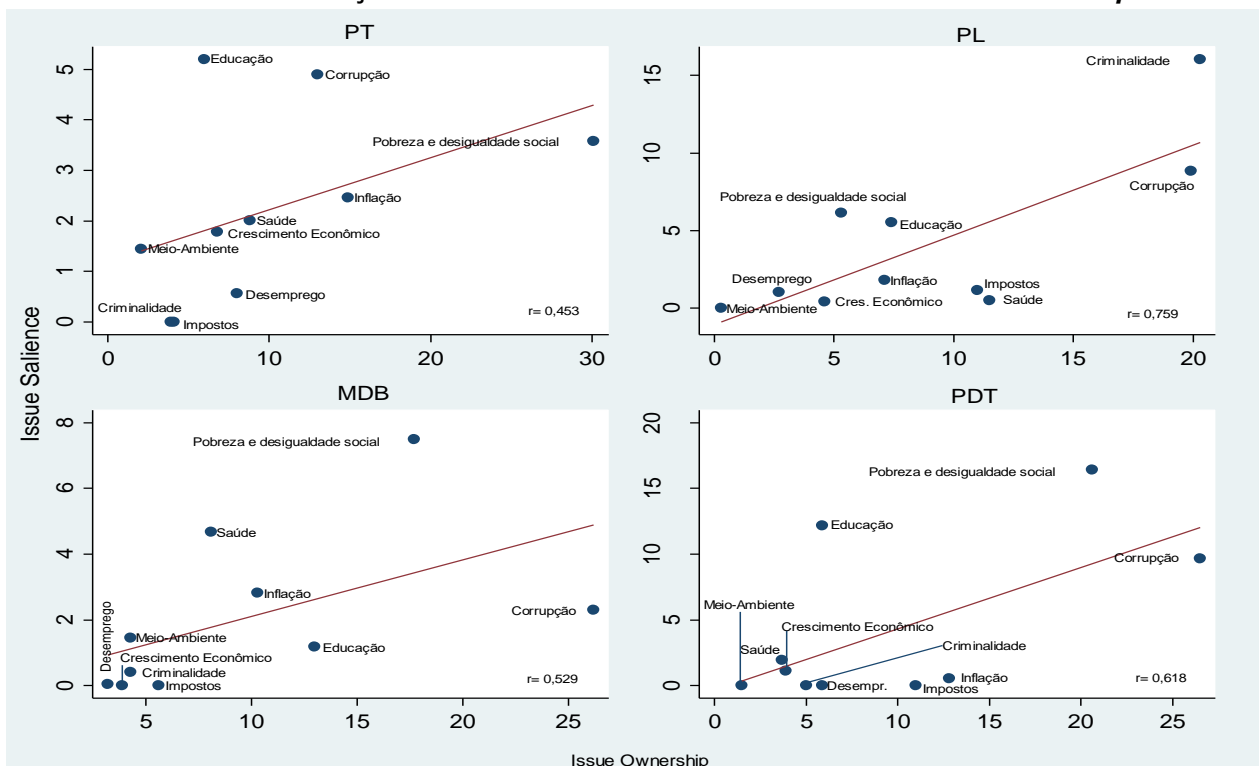 PT
Educação
Corrupção
Pobreza e desigualdade social
Inflação
Saúde
Crescimento Econômico
Meio-Ambiente
Desemprego
Criminalidade
Impostos
r= 0,453
0 1 2 3 4 5
0 10 20 30
PL
Criminalidade
Corrupção
Pobreza e desigualdade social
Educação
Desemprego
Inflação
Impostos
Meio-Ambiente
Cres. Econômico
Saúde
r= 0,759
0 5 10 15
0 5 10 15 20
MDB
Pobreza e desigualdade social
Saúde
Inflação
Corrupção
Desemprego
Meio-Ambiente
Educação
Crescimento Econômico
Criminalidade
Impostos
r= 0,529
0 2 4 6 8
5 10 15 20 25
PDT
Pobreza e desigualdade social
Educação
Corrupção
Meio-Ambiente
Crescimento Econômico
Saúde
Criminalidade
Inflação
Desempr.
Impostos
r= 0,618
0 5 10 15 20
0 5 10 15 20 25
Issue Salience
Issue Ownership